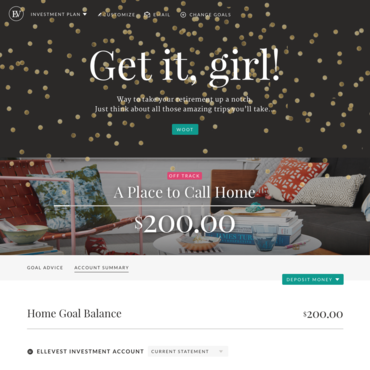 EV INVESTMENT PLAN CUSTOMIZE EMAIL CHANGE GOALS
Get it, girl!
Way to take your retirement up a notch.
Just think about all those amazing trips you'll take...
WOOT
OFF TRACK
A Place to Call Home
$200.00
GOAL ADVICE ACCOUNT SUMMARY
DEPOSIT MONEY
Home Goal Balance $200.00
ELLEVEST INVESTMENT ACCOUNT CURRENT STATEMENT